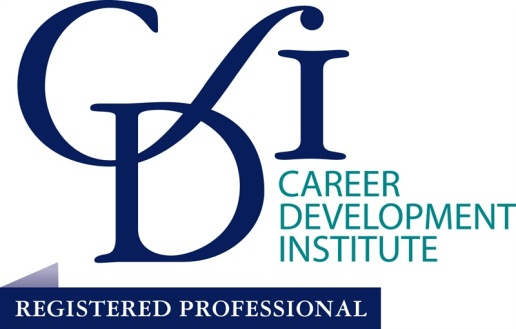 CDI
CAREER
DEVELOPMENT
INSTITUTE
REGISTERED PROFESSIONAL